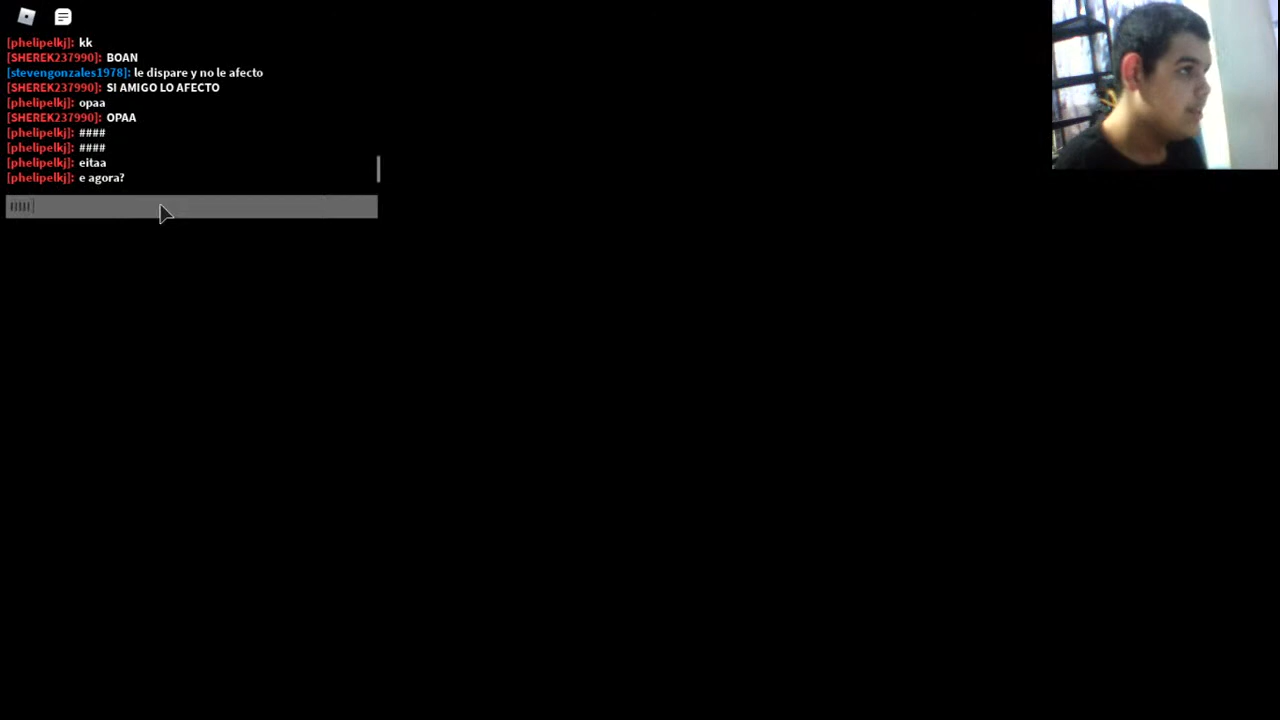 [phelipelkj]: kk
[SHEREK237990]: BOAN
[stevengonzales1978]: le dispare y no le afecto
[SHEREK237990]: SI AMIGO LO AFECTO
[phelipelkj]: opaa
[SHEREK237990]: OPAA
[phelipelkj]: ####
[phelipelkj]: ####
[phelipelkj]: eitaa
[phelipelkj]: e agora?